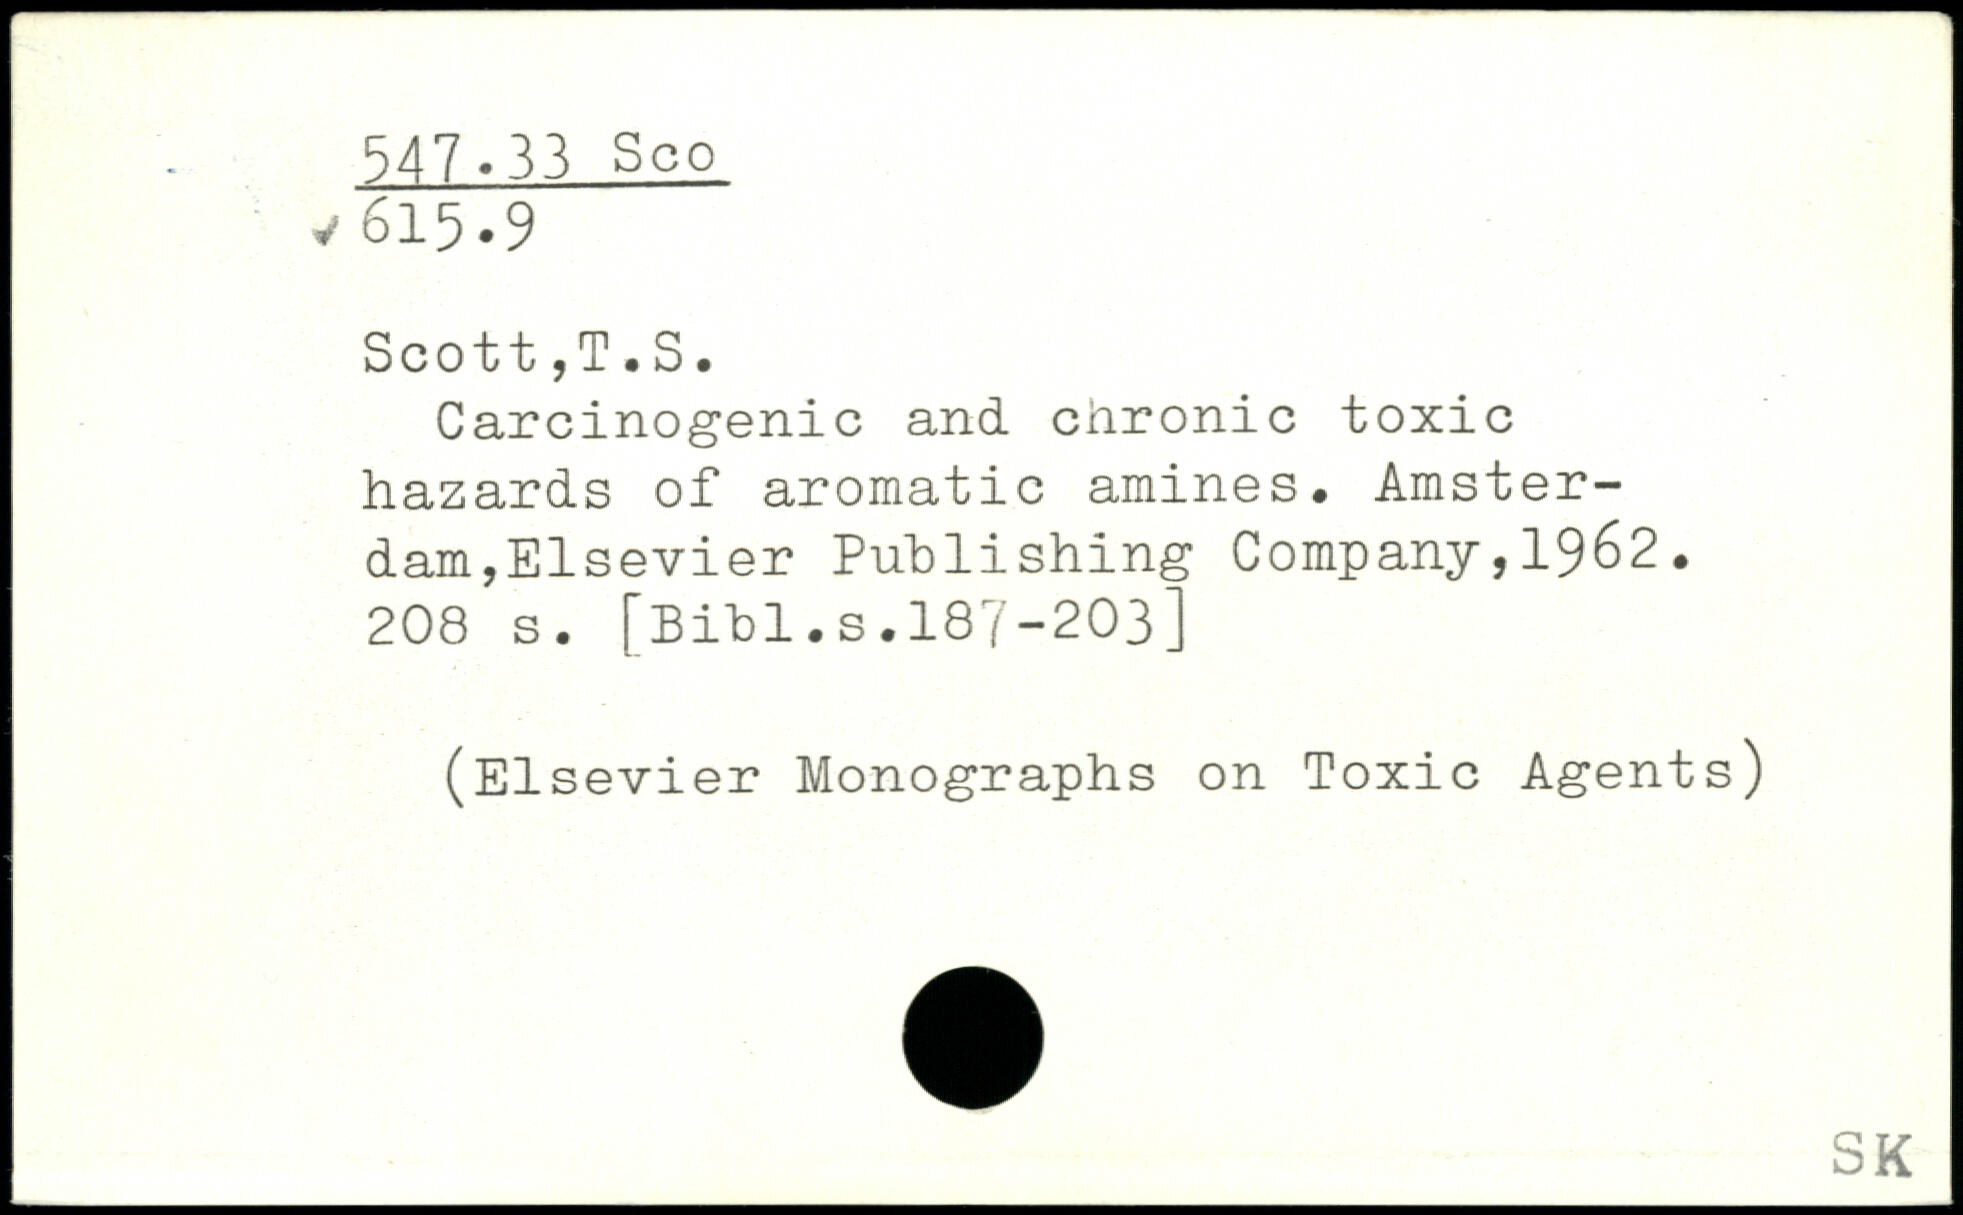 547.33 Sco
615.9
Scott,T.S.
Carcinogenic and chronic toxic
hazards of aromatic amines. Amster-
dam,Elsevier Publishing Company,1962.
208 s. [Bibl.s.187-203]
(Elsevier Monographs on Toxic Agents)
SK